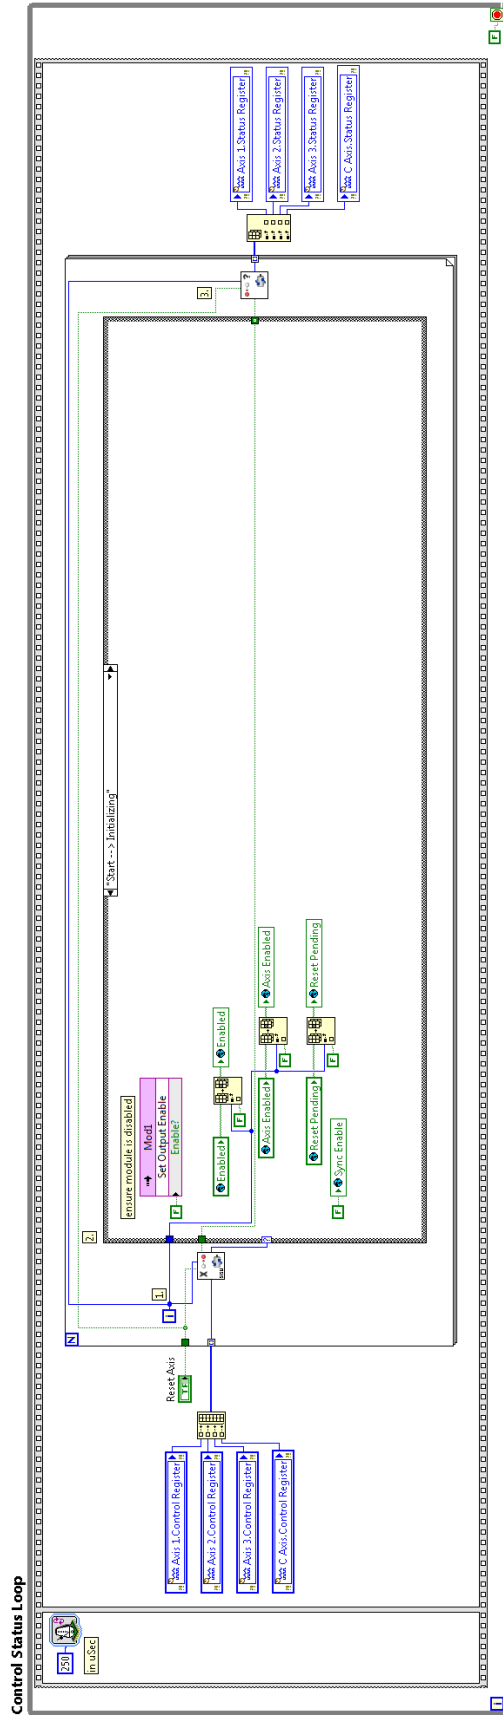 Control Status Loop
250
in uSec
Axis 1.Control Register
Axis 2.Control Register
Axis 3.Control Register
C Axis.Control Register
Reset Axis
TF
N
i
1.
2.
"Start --> Initializing"
ensure module is disabled
Mod1
Set Output Enable
Enable?
F
Enabled
Enabled
F
Axis Enabled
Axis Enabled
F
Reset Pending
Reset Pending
F
F
Sync Enable
3.
?
Axis 1.Status Register
Axis 2.Status Register
Axis 3.Status Register
C Axis.Status Register
i
F